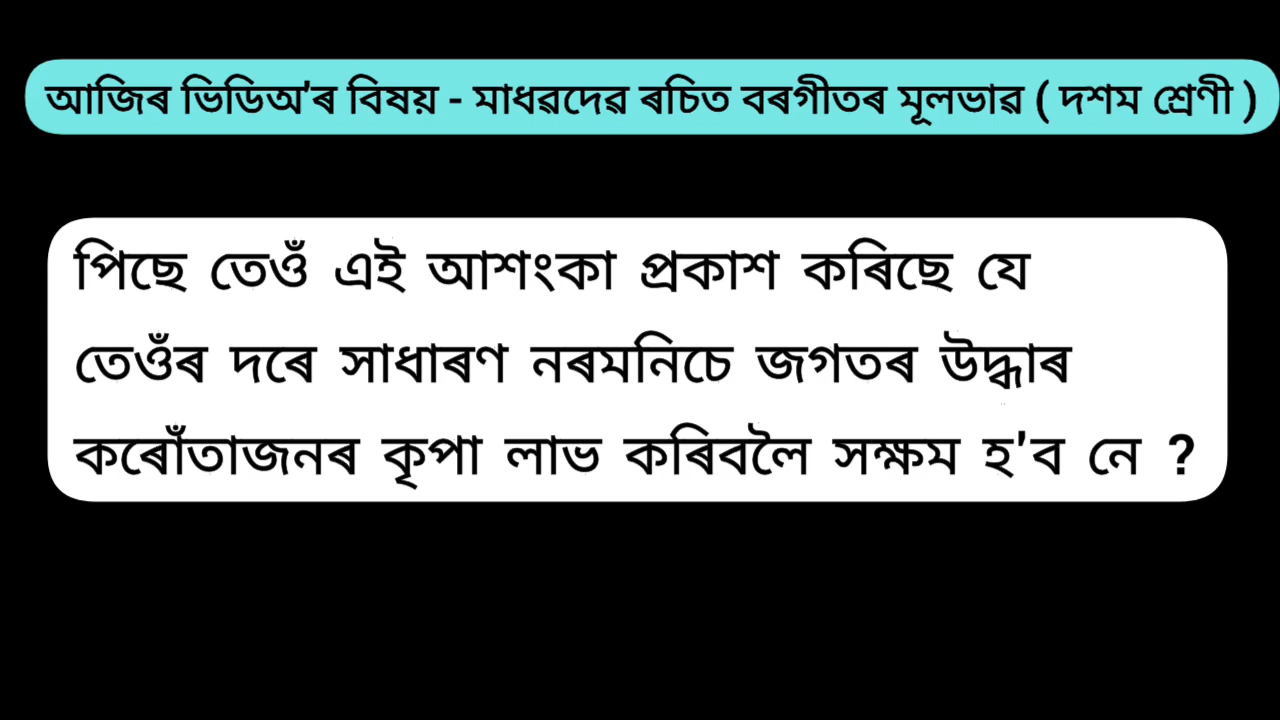 আজিৰ ভিডিঅ'ৰ বিষয় - মাধৱদেৱ ৰচিত বৰগীতৰ মূলভাৱ ( দশম শ্ৰেণী )
পিছে তেওঁ এই আশংকা প্ৰকাশ কৰিছে যে
তেওঁৰ দৰে সাধাৰণ নৰমনিচে জগতৰ উদ্ধাৰ
কৰোঁতাজনৰ কৃপা লাভ কৰিবলৈ সক্ষম হ'ব নে ?